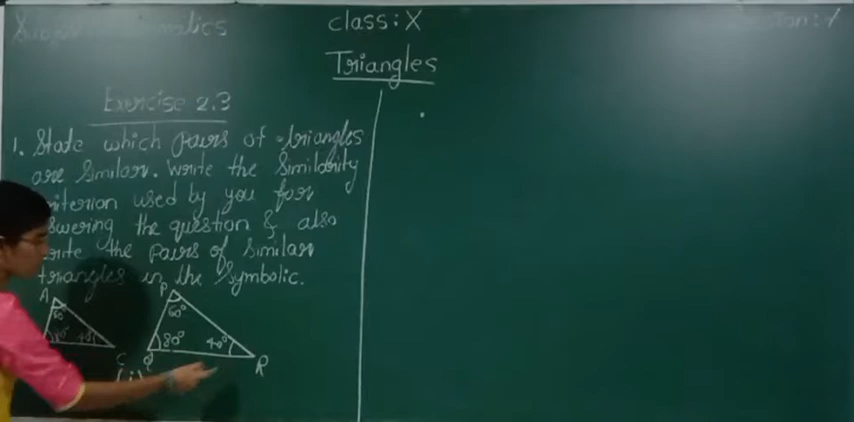 class: X
Triangles
Exercise 2.3
1. State which pairs of triangles
are similar. Write the Similarity
criterion used by you for
swering the question & also
write the pairs of similar
triangles in the Symbolic.
A
P
60°
80° 40°
C
Q
R
(i)